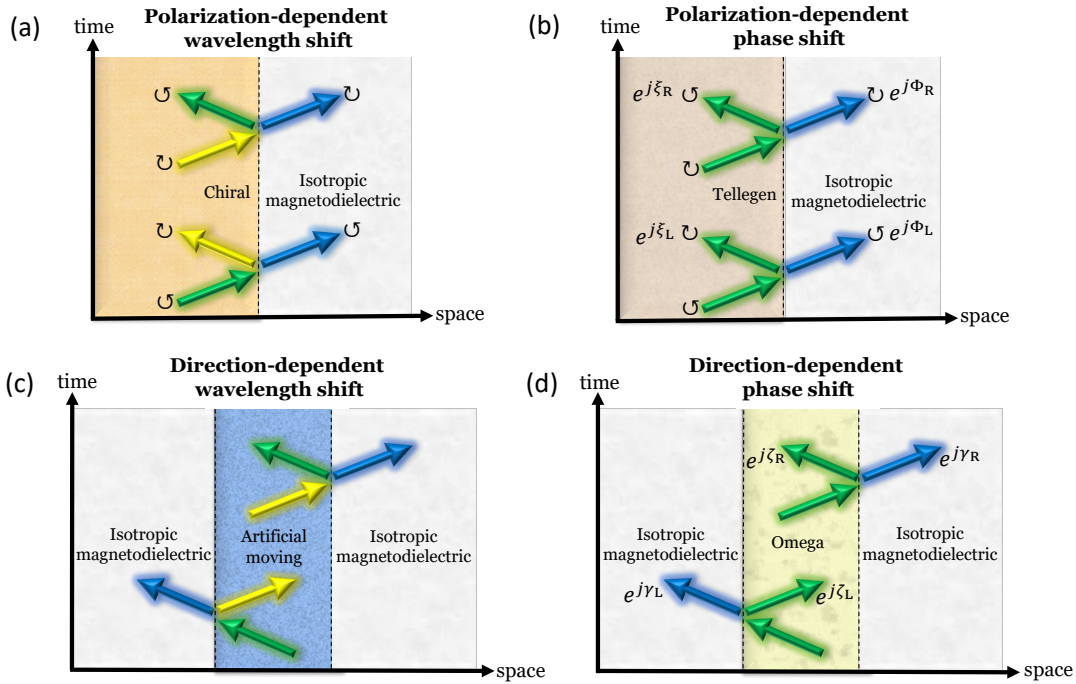 (a)
Polarization-dependent
wavelength shift
time
↺
↻
↻
Chiral
Isotropic
magnetodielectric
↻
↺
↺
space
(b)
Polarization-dependent
phase shift
time
e^{jξ_R} ↺
↻ e^{jΦ_R}
↻
Tellegen
Isotropic
magnetodielectric
e^{jξ_L} ↻
↺ e^{jΦ_L}
↺
space
(c)
Direction-dependent
wavelength shift
time
Isotropic
magnetodielectric
Artificial
moving
Isotropic
magnetodielectric
space
(d)
Direction-dependent
phase shift
time
e^{jζ_R}
e^{jγ_R}
Isotropic
magnetodielectric
Omega
Isotropic
magnetodielectric
e^{jγ_L}
e^{jζ_L}
space